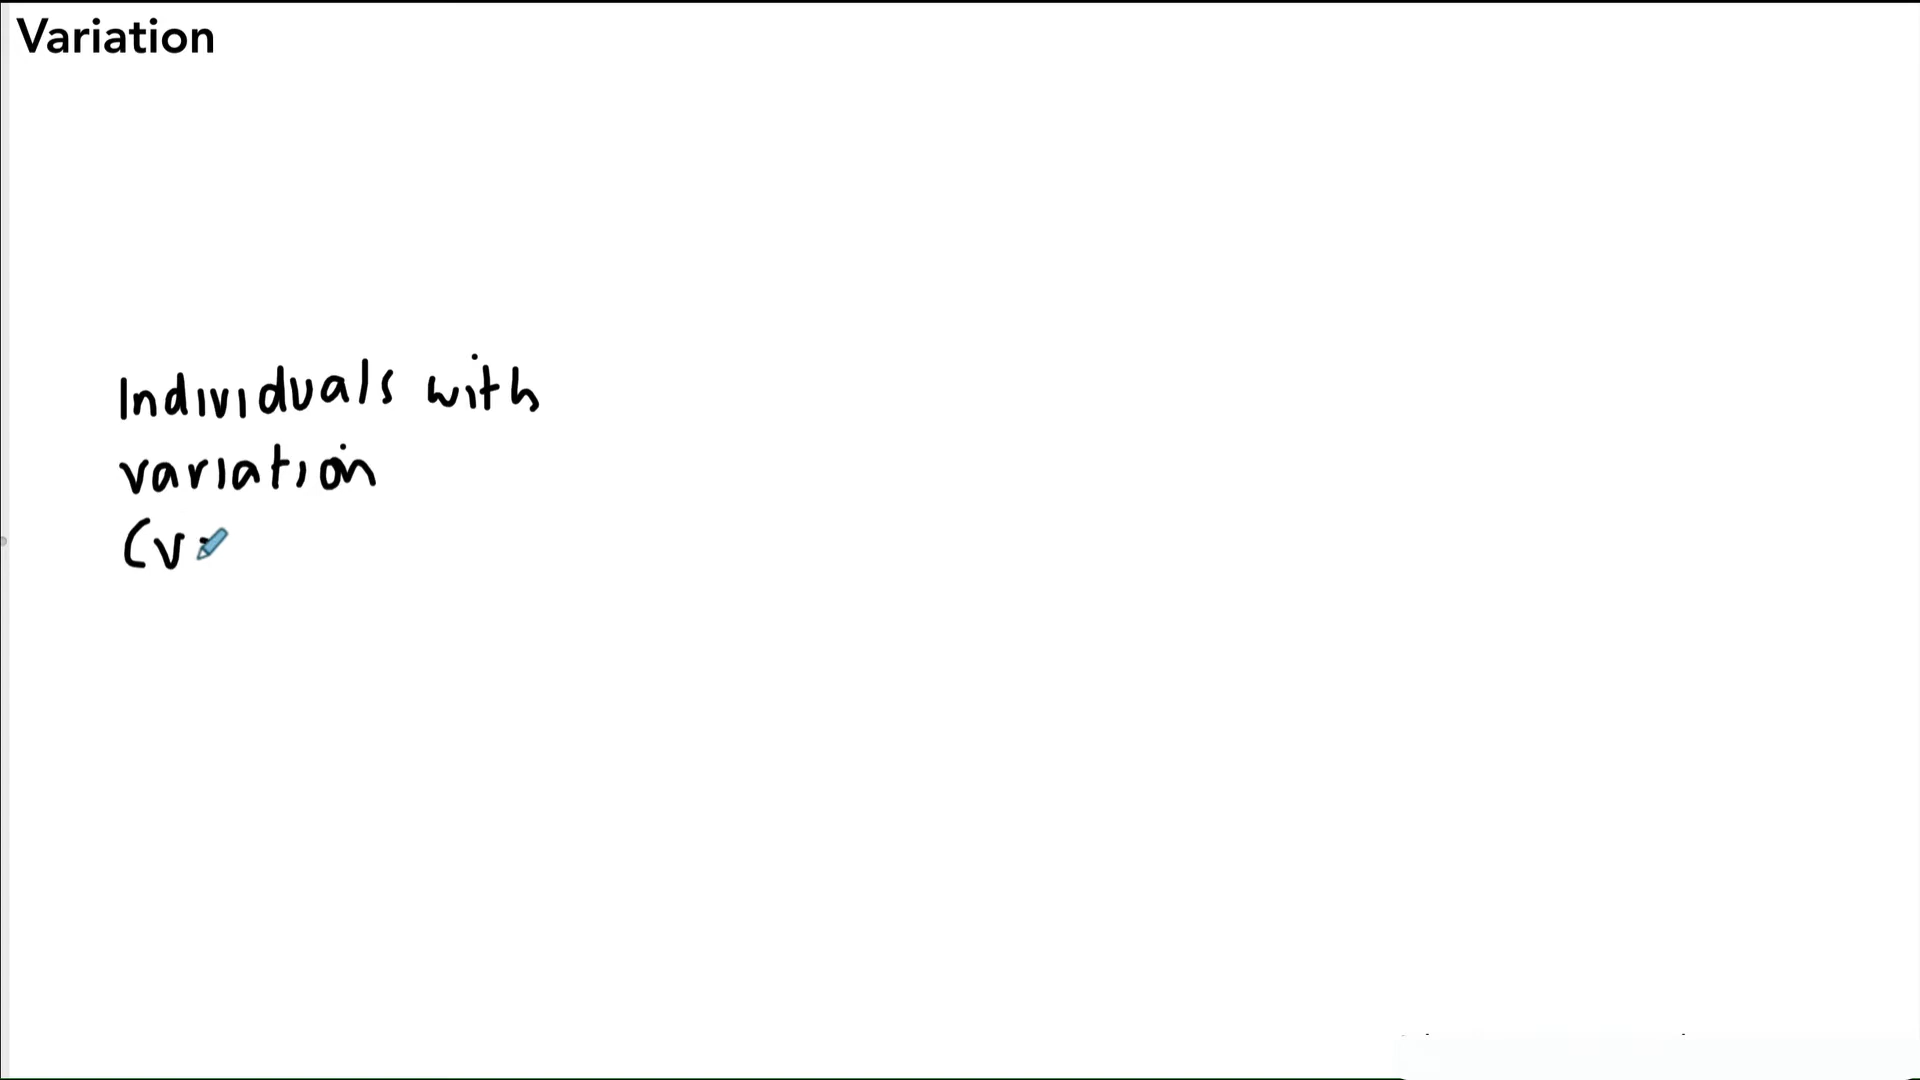 Variation
Individuals with
variation
(v